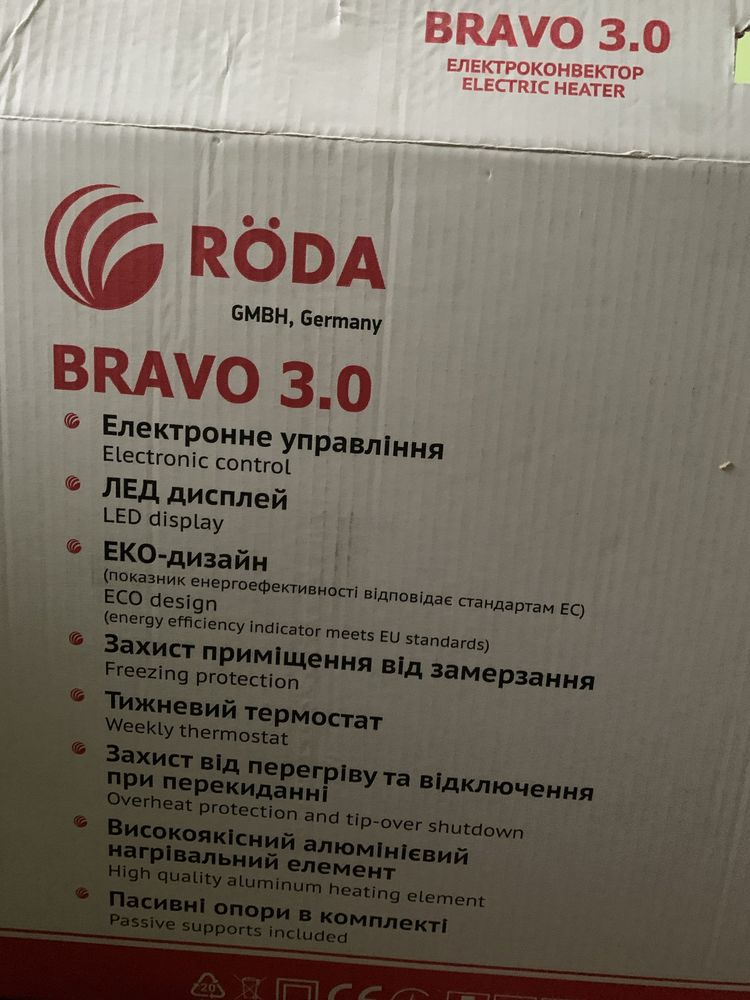 BRAVO 3.0
ЕЛЕКТРОКОНВЕКТОР
ELECTRIC HEATER
RÖDA
GMBH, Germany
BRAVO 3.0
Електронне управління
Electronic control
ЛЕД дисплей
LED display
ЕКО-дизайн
(показник енергоефективності відповідає стандартам ЕС)
ECO design
(energy efficiency indicator meets EU standards)
Захист приміщення від замерзання
Freezing protection
Тижневий термостат
Weekly thermostat
Захист від перегріву та відключення
при перекиданні
Overheat protection and tip-over shutdown
Високоякісний алюмінієвий
нагрівальний елемент
High quality aluminum heating element
Пасивні опори в комплекті
Passive supports included
20
CE